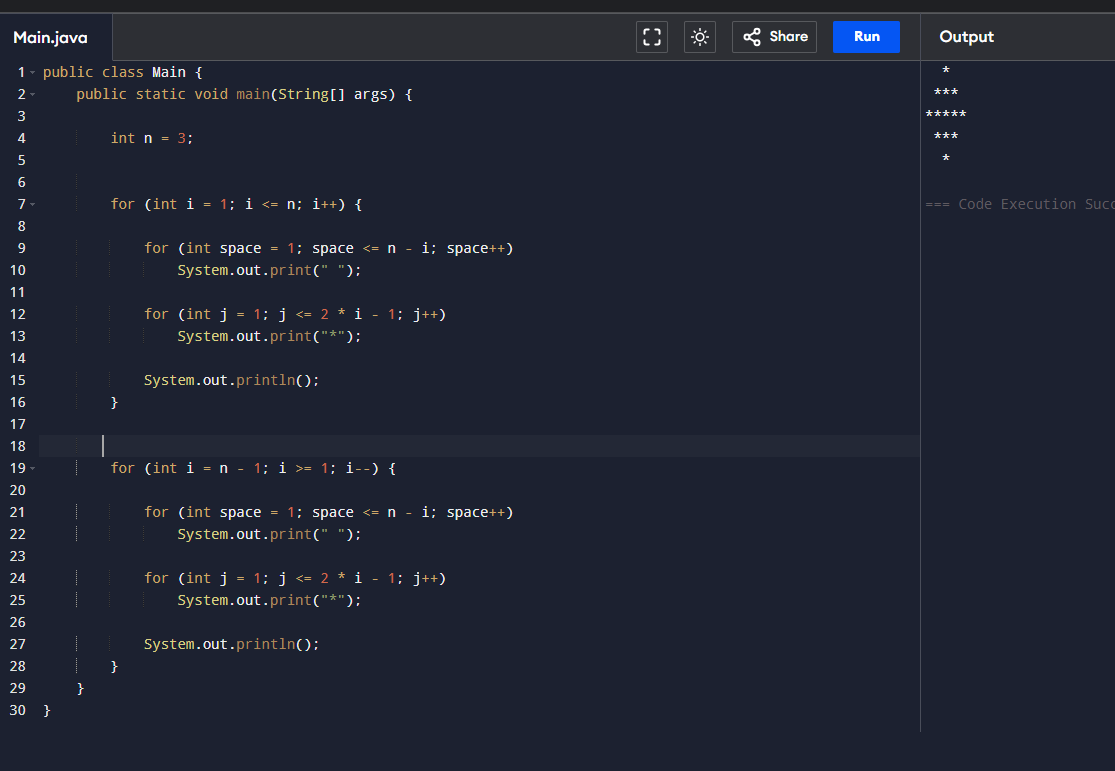 Main.java
Share
Run
Output
1 public class Main {
2     public static void main(String[] args) {
3
4         int n = 3;
5
6
7         for (int i = 1; i <= n; i++) {
8
9             for (int space = 1; space <= n - i; space++)
10                 System.out.print(" ");
11
12             for (int j = 1; j <= 2 * i - 1; j++)
13                 System.out.print("*");
14
15             System.out.println();
16         }
17
18
19         for (int i = n - 1; i >= 1; i--) {
20
21             for (int space = 1; space <= n - i; space++)
22                 System.out.print(" ");
23
24             for (int j = 1; j <= 2 * i - 1; j++)
25                 System.out.print("*");
26
27             System.out.println();
28         }
29     }
30 }
  *
 ***
*****
 ***
  *
=== Code Execution Succ